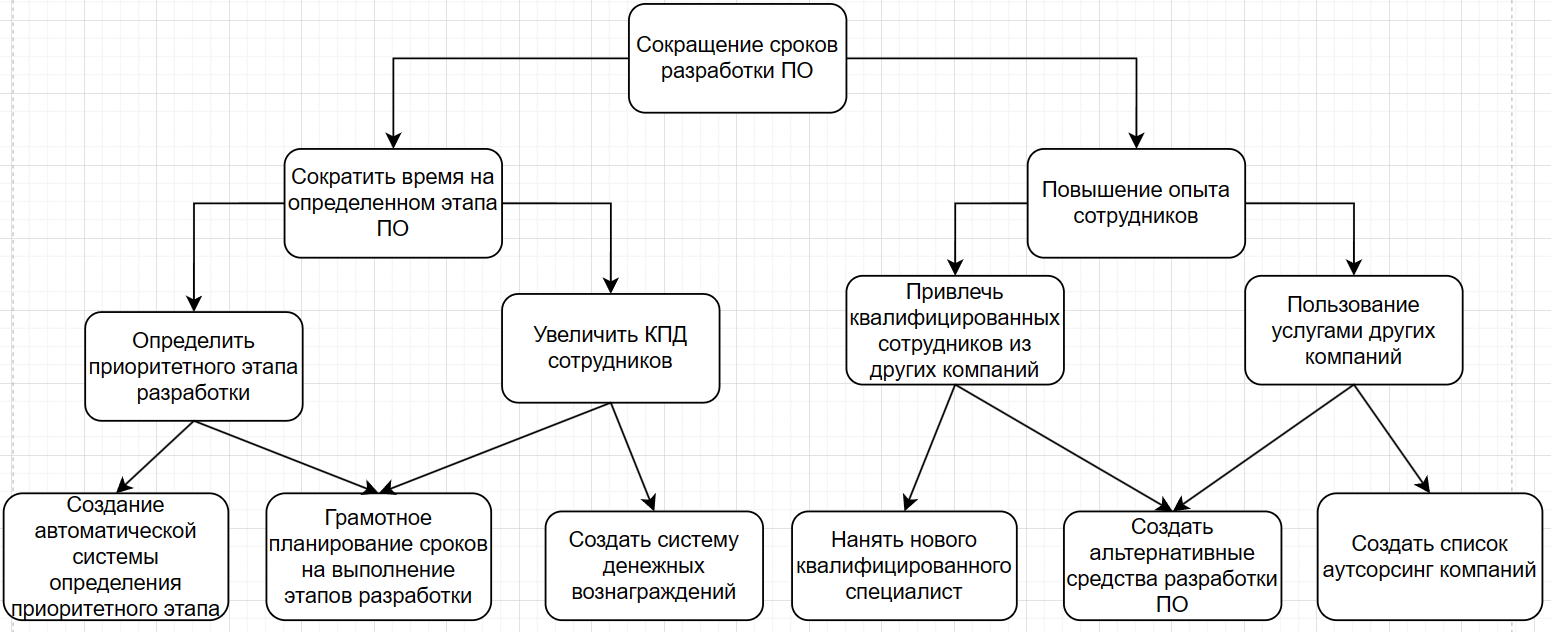 Сокращение сроков
разработки ПО
Сократить время на
определенном этапа
ПО
Повышение опыта
сотрудников
Определить
приоритетного этапа
разработки
Увеличить КПД
сотрудников
Привлечь
квалифицированных
сотрудников из
других компаний
Пользование
услугами других
компаний
Создание
автоматической
системы
определения
приоритетного этапа
Грамотное
планирование сроков
на выполнение
этапов разработки
Создать систему
денежных
вознаграждений
Нанять нового
квалифицированного
специалист
Создать
альтернативные
средства разработки
ПО
Создать список
аутсорсинг компаний